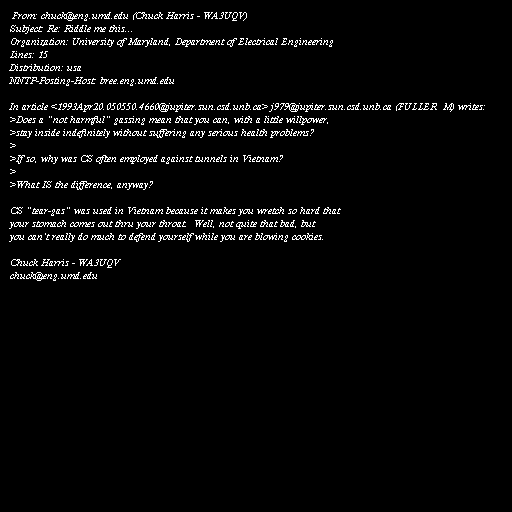 From: chuck@eng.umd.edu (Chuck Harris - WA3UQV)
Subject: Re: Riddle me this...
Organization: University of Maryland, Department of Electrical Engineering
Lines: 15
Distribution: usa
NNTP-Posting-Host: bree.eng.umd.edu

In article <1993Apr20.050550.4660@jupiter.sun.csd.unb.ca> j979@jupiter.sun.csd.unb.ca (FULLER M) writes:
>Does a "not harmful" gassing mean that you can, with a little willpower,
>stay inside indefinitely without suffering any serious health problems?
>
>If so, why was CS often employed against tunnels in Vietnam?
>
>What IS the difference, anyway?

CS "tear-gas" was used in Vietnam because it makes you wretch so hard that
your stomach comes out thru your throat.  Well, not quite that bad, but
you can't really do much to defend yourself while you are blowing cookies.

Chuck Harris - WA3UQV
chuck@eng.umd.edu